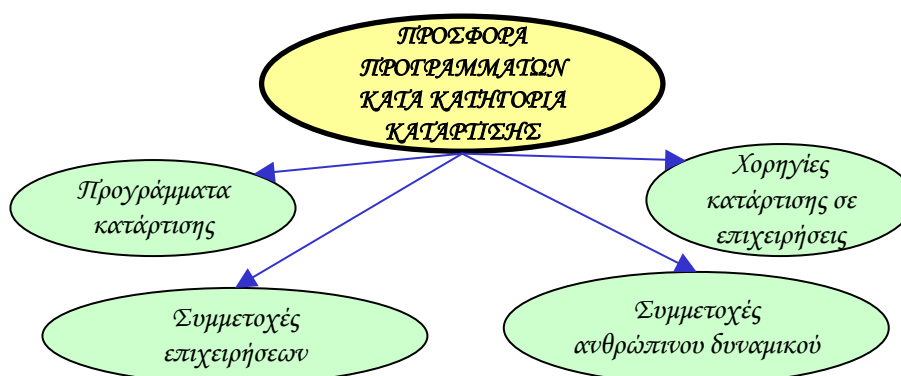 ΠΡΟΣΦΟΡΑ
ΠΡΟΓΡΑΜΜΑΤΩΝ
ΚΑΤΑ ΚΑΤΗΓΟΡΙΑ
ΚΑΤΑΡΤΙΣΗΣ
Προγράμματα
κατάρτισης
Χορηγίες
κατάρτισης σε
επιχειρήσεις
Συμμετοχές
επιχειρήσεων
Συμμετοχές
ανθρώπινου δυναμικού